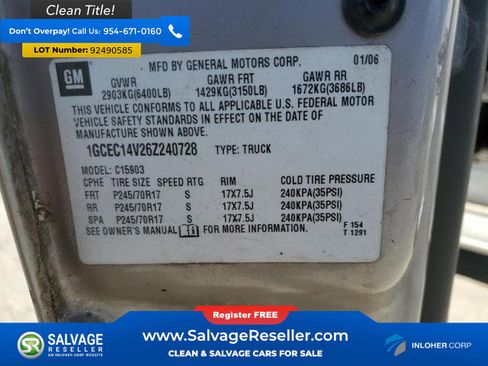 Clean Title!
Don't Overpay! Call US: 954-671-0160
Lot Number: 92490585
GM
MFD BY GENERAL MOTORS CORP. 01/06
GVWR GAWR FRT GAWR RR
2903KG(6400LB) 1429KG(3150LB) 1672KG(3686LB)
THIS VEHICLE CONFORMS TO ALL APPLICABLE U.S. FEDERAL MOTOR
VEHICLE SAFETY STANDARDS IN EFFECT ON THE DATE OF
MANUFACTURE SHOWN ABOVE.
1GCEC14V26Z240728 TYPE: TRUCK
MODEL: C15903
CPHE TIRE SIZE SPEED RTG RIM COLD TIRE PRESSURE
FRT P245/70R17 S 17X7.5J 240KPA(35PSI)
RR P245/70R17 S 17X7.5J 240KPA(35PSI)
SPA P245/70R17 S 17X7.5J 240KPA(35PSI)
SEE OWNER'S MANUAL FOR MORE INFORMATION.
F 154
T 1291
Register FREE
SALVAGE
RESELLER
AN INLOHER CORP WEBSITE
www.SalvageReseller.com
CLEAN & SALVAGE CARS FOR SALE
INLOHER CORP